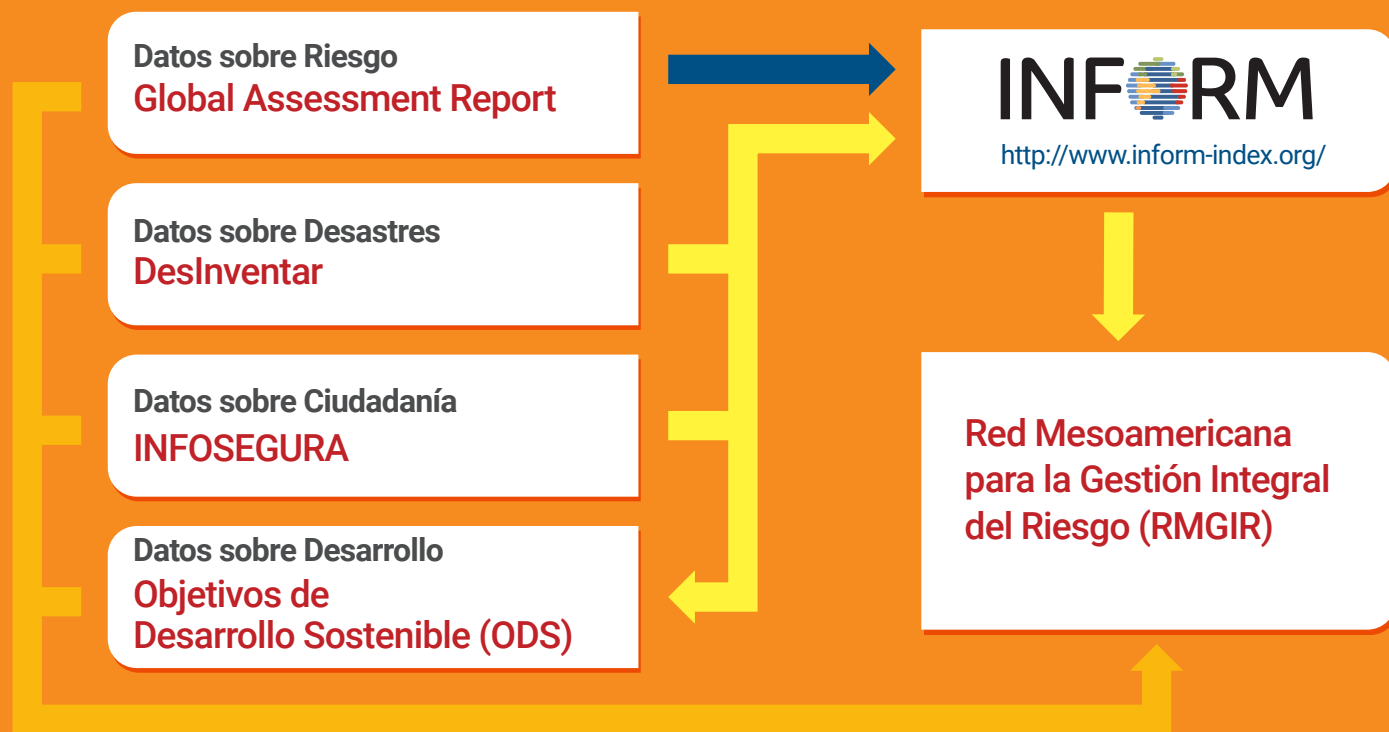 Datos sobre Riesgo
Global Assessment Report
Datos sobre Desastres
DesInventar
Datos sobre Ciudadanía
INFOSEGURA
Datos sobre Desarrollo
Objetivos de
Desarrollo Sostenible (ODS)
INFORM
http://www.inform-index.org/
Red Mesoamericana
para la Gestión Integral
del Riesgo (RMGIR)